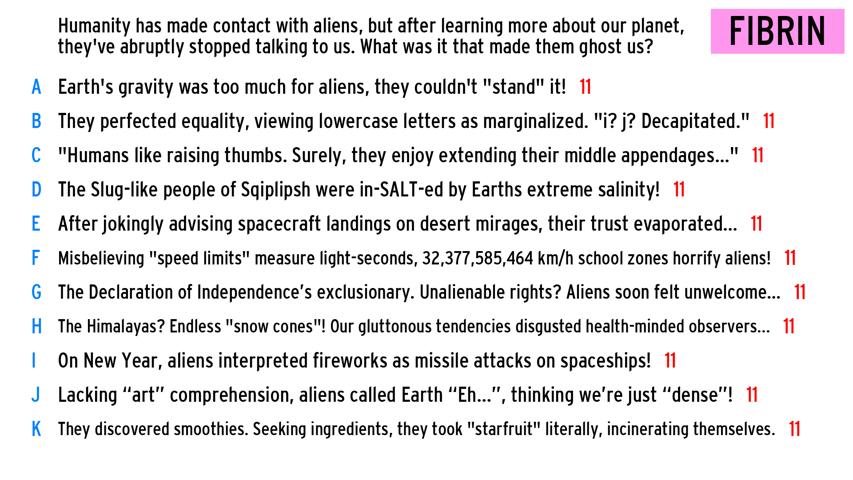 Humanity has made contact with aliens, but after learning more about our planet,
they've abruptly stopped talking to us. What was it that made them ghost us?
FIBRIN
A Earth's gravity was too much for aliens, they couldn't "stand" it! 11
B They perfected equality, viewing lowercase letters as marginalized. "i? j? Decapitated." 11
C "Humans like raising thumbs. Surely, they enjoy extending their middle appendages..." 11
D The Slug-like people of Sqiplipsh were in-SALT-ed by Earths extreme salinity! 11
E After jokingly advising spacecraft landings on desert mirages, their trust evaporated... 11
F Misbelieving "speed limits" measure light-seconds, 32,377,585,464 km/h school zones horrify aliens! 11
G The Declaration of Independence’s exclusionary. Unalienable rights? Aliens soon felt unwelcome... 11
H The Himalayas? Endless "snow cones"! Our gluttonous tendencies disgusted health-minded observers... 11
I On New Year, aliens interpreted fireworks as missile attacks on spaceships! 11
J Lacking “art” comprehension, aliens called Earth “Eh...”, thinking we’re just “dense”! 11
K They discovered smoothies. Seeking ingredients, they took "starfruit" literally, incinerating themselves. 11